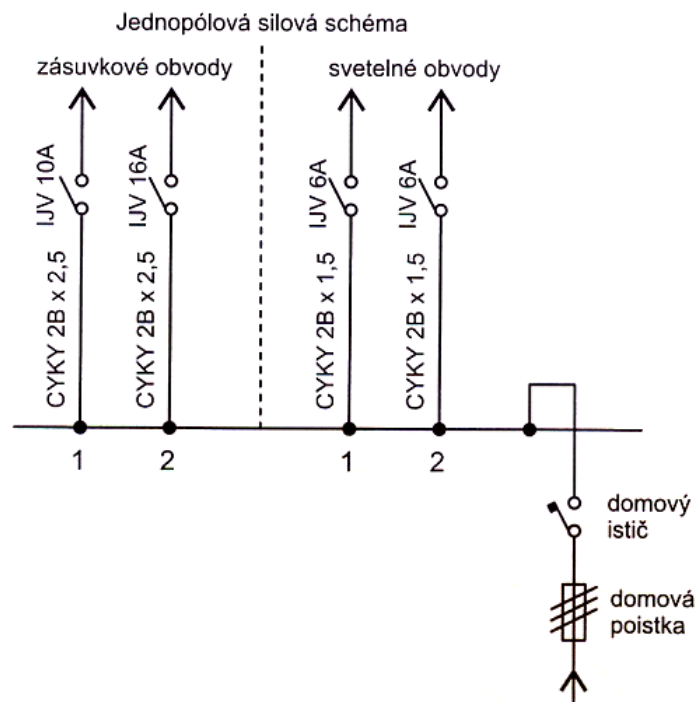 Jednopólová silová schéma
zásuvkové obvody
svetelné obvody
IJV 10A
IJV 16A
IJV 6A
IJV 6A
CYKY 2B x 2,5
CYKY 2B x 2,5
CYKY 2B x 1,5
CYKY 2B x 1,5
1
2
1
2
domový
istič
domová
poistka